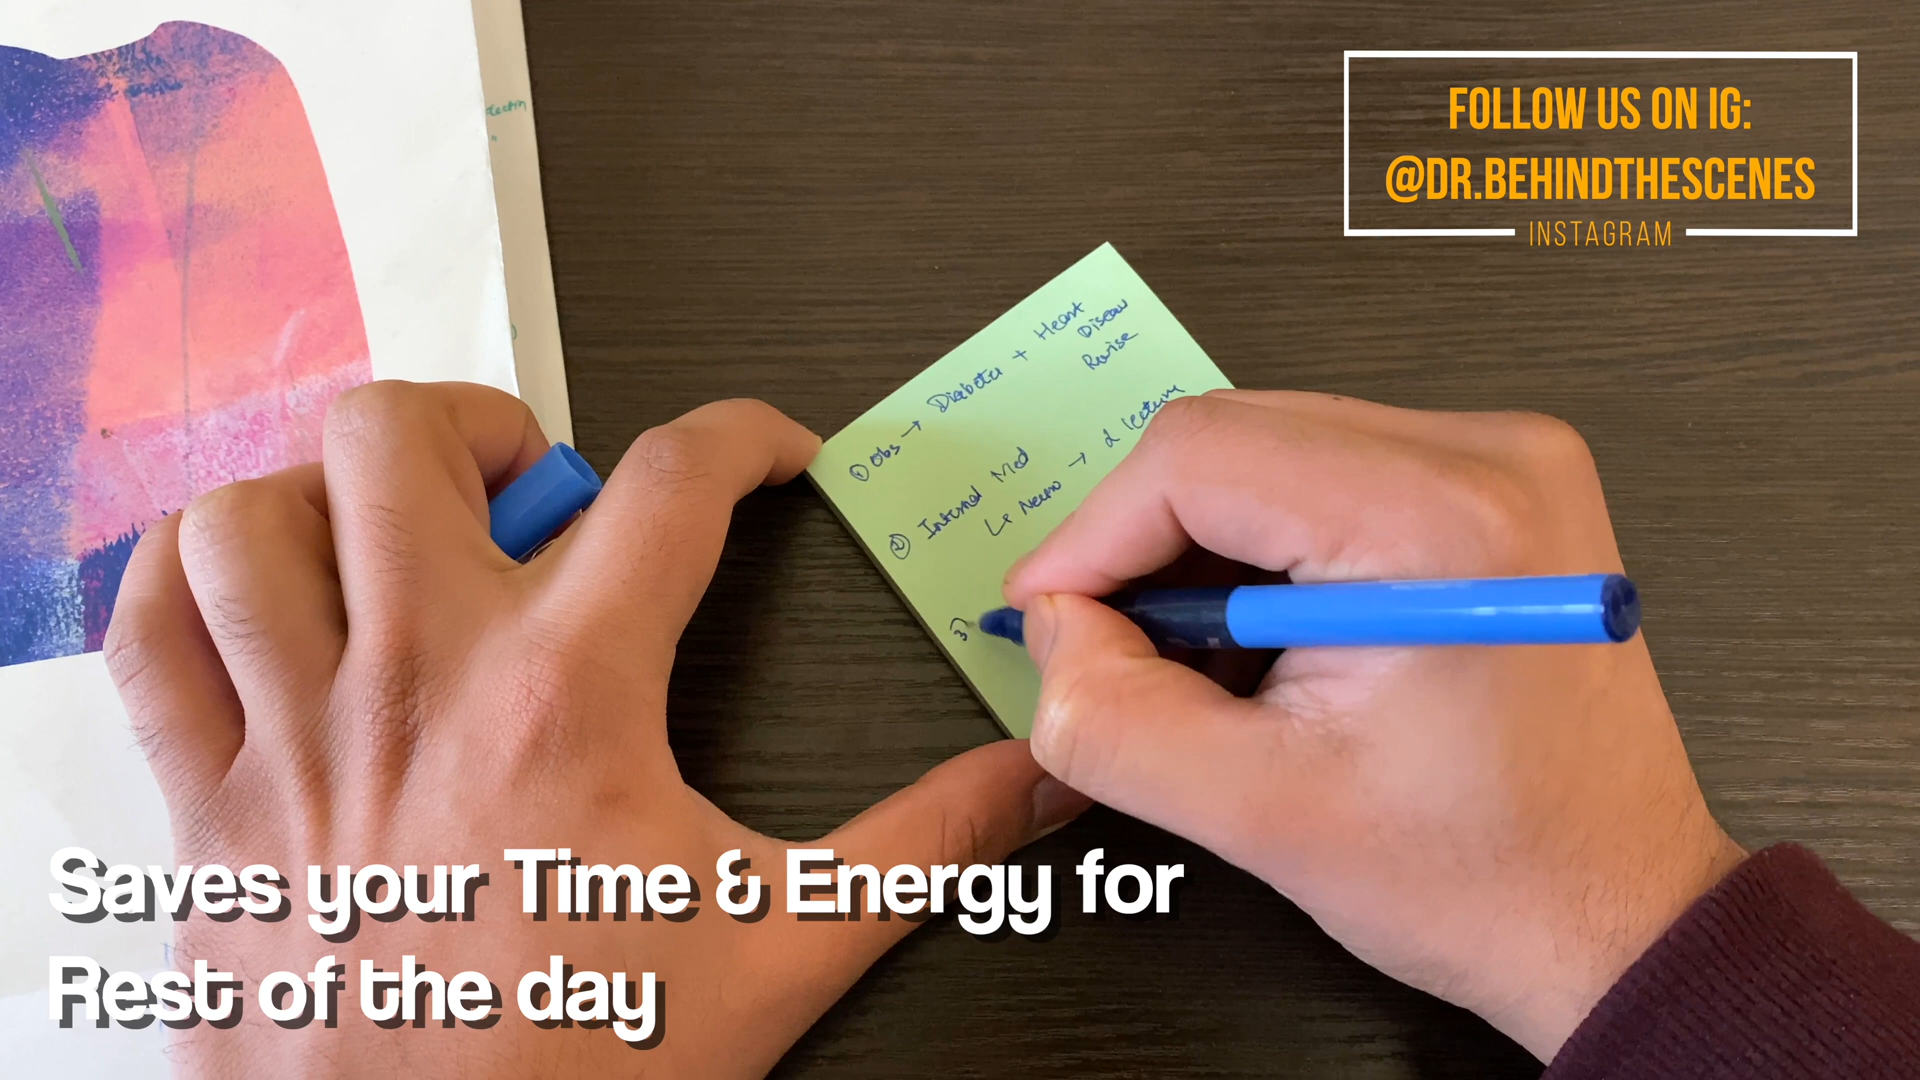 FOLLOW US ON IG:
@DR.BEHINDTHESCENES
INSTAGRAM
① Obs → Diabetes + Heart
Disease
Revise
② Internal Med
↳ Neuro → 2 lecture
3
Saves your Time & Energy for
Rest of the day